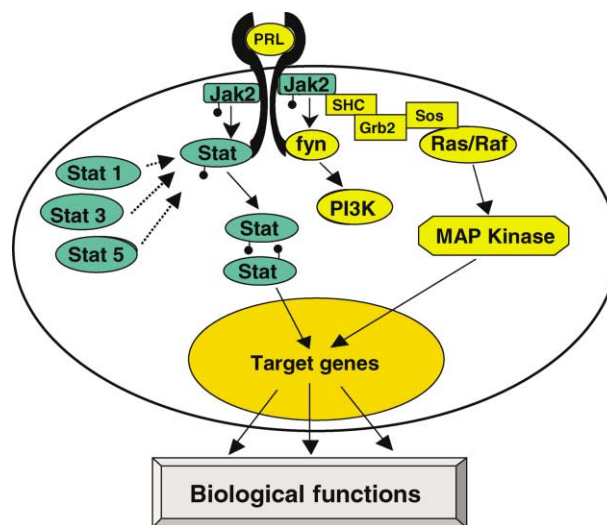 PRL
Jak2
Jak2
SHC
Grb2
Sos
Stat
fyn
Ras/Raf
Stat 1
Stat 3
Stat 5
PI3K
Stat
Stat
MAP Kinase
Target genes
Biological functions